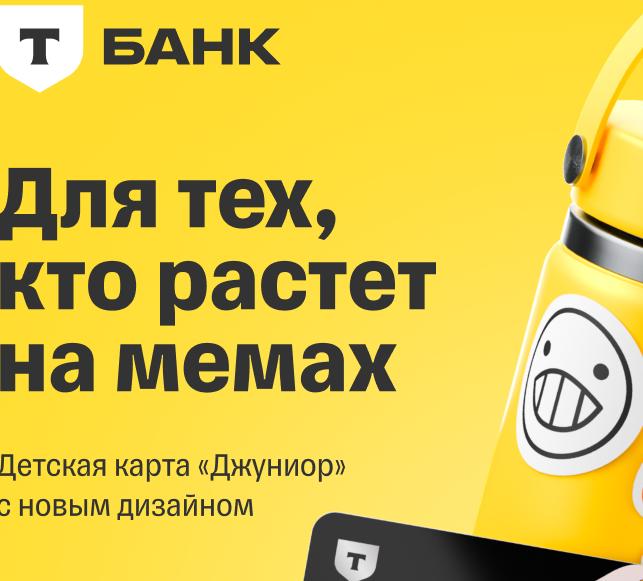 Т БАНК
Для тех,
кто растет
на мемах
Детская карта «Джуниор»
с новым дизайном
Т